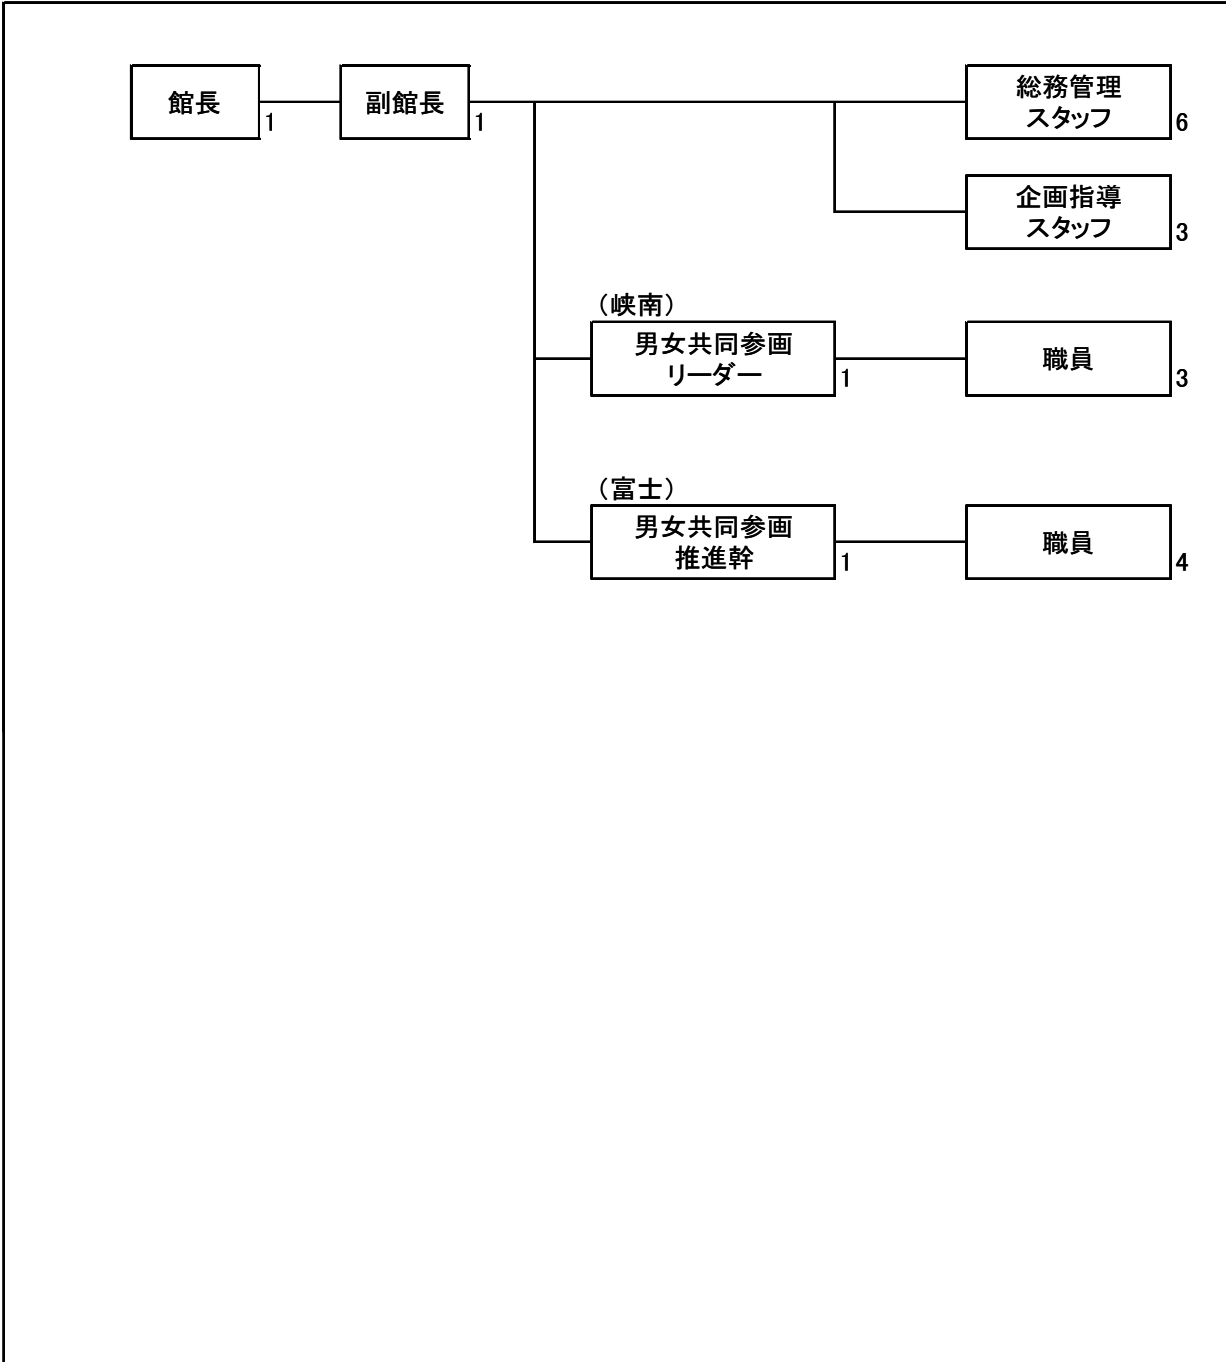 館長
1
副館長
1
総務管理
スタッフ
6
企画指導
スタッフ
3
（峡南）
男女共同参画
リーダー
1
職員
3
（富士）
男女共同参画
推進幹
1
職員
4